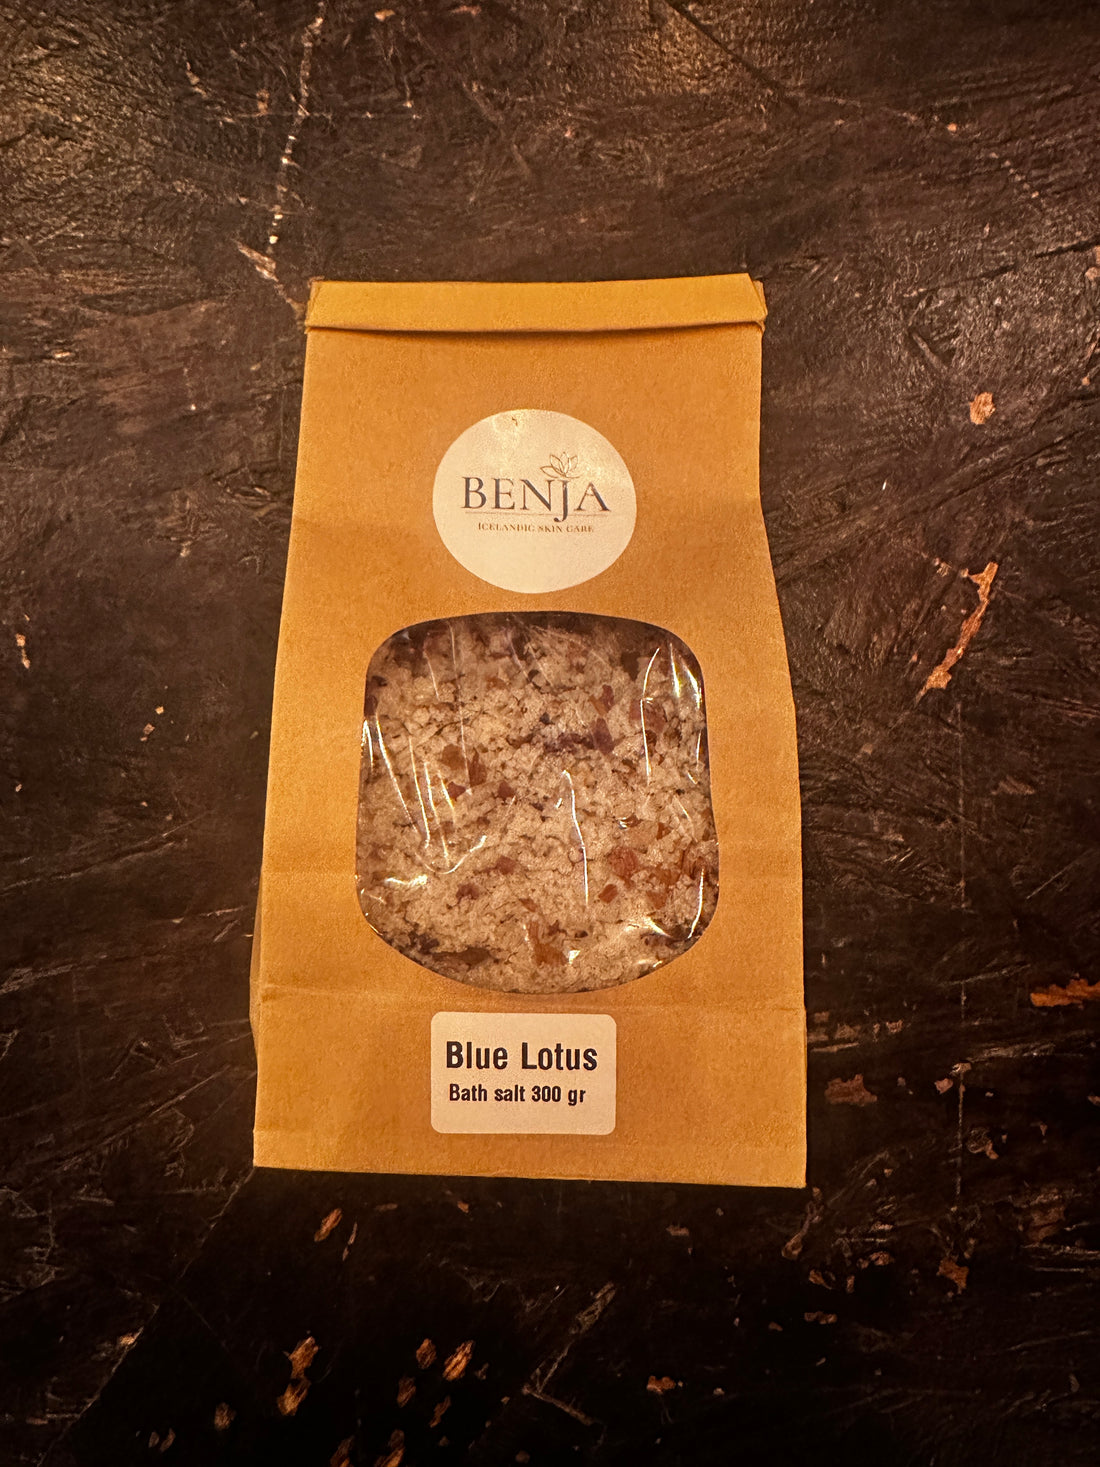 BENJA
ICELANDIC SKIN CARE
Blue Lotus
Bath salt 300 gr